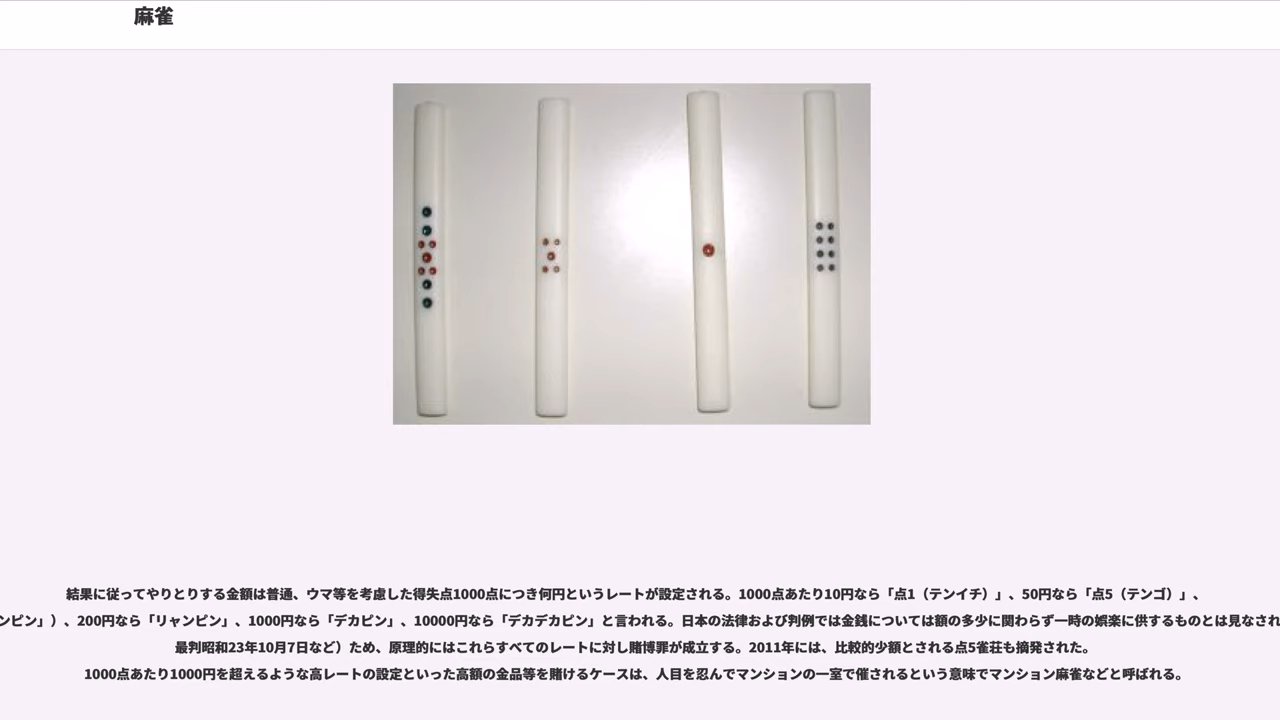 麻雀
結果に従ってやりとりする金額は普通、ウマ等を考慮した得失点1000点につき何円というレートが設定される。1000点あたり10円なら「点1（テンイチ）」、50円なら「点5（テンゴ）」、
ンピン」）、200円なら「リャンピン」、1000円なら「デカピン」、10000円なら「デカデカピン」と言われる。日本の法律および判例では金銭については額の多少に関わらず一時の娯楽に供するものとは見なされ
最判昭和23年10月7日など）ため、原理的にはこれらすべてのレートに対し賭博罪が成立する。2011年には、比較的少額とされる点5雀荘も摘発された。
1000点あたり1000円を超えるような高レートの設定といった高額の金品等を賭けるケースは、人目を忍んでマンションの一室で催されるという意味でマンション麻雀などと呼ばれる。